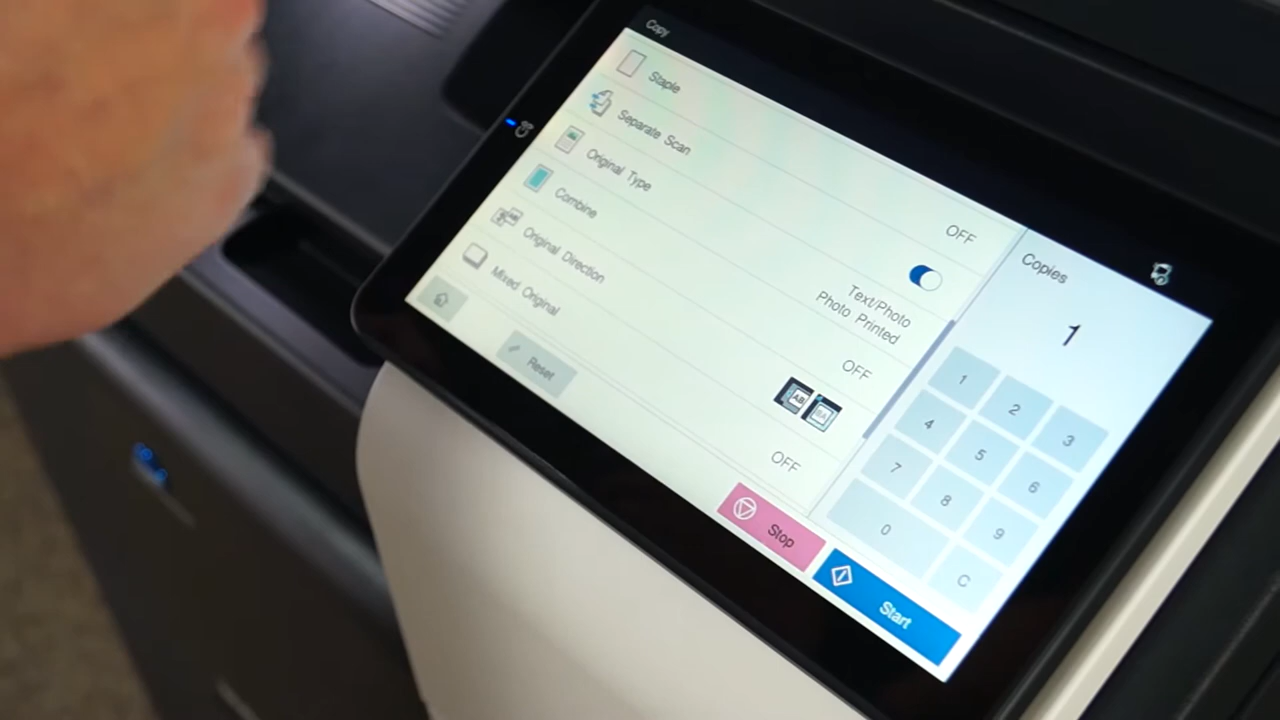 Copy
Staple
OFF
Separate Scan
Original Type
Text/Photo
Photo Printed
Combine
OFF
Original Direction
Mixed Original
OFF
Reset
Stop
Start
Copies
1
1 2 3
4 5 6
7 8 9
0 C